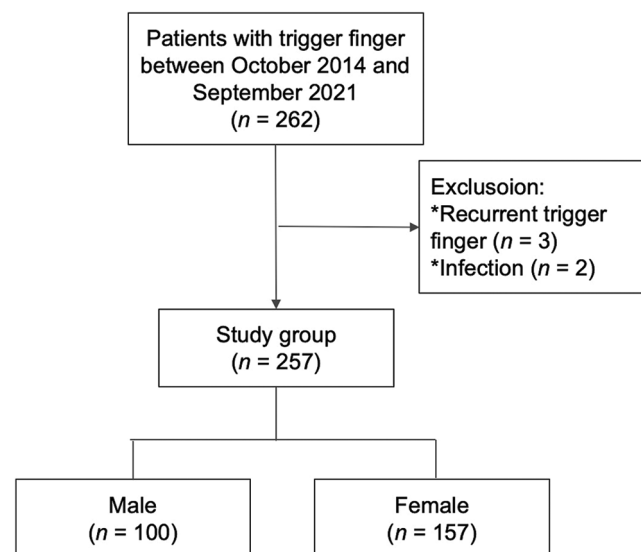 Patients with trigger finger
between October 2014 and
September 2021
(n = 262)
Exclusoion:
*Recurrent trigger
finger (n = 3)
*Infection (n = 2)
Study group
(n = 257)
Male
(n = 100)
Female
(n = 157)